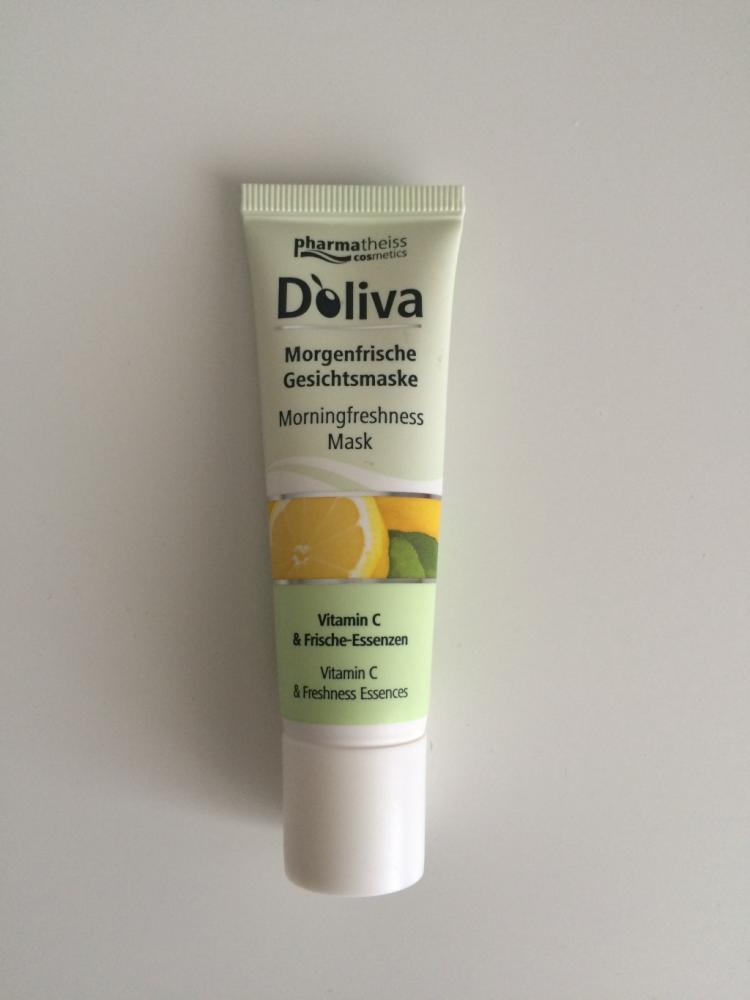 pharmatheiss
cosmetics
D'oliva
Morgenfrische
Gesichtsmaske
Morningfreshness
Mask
Vitamin C
& Frische-Essenzen
Vitamin C
& Freshness Essences